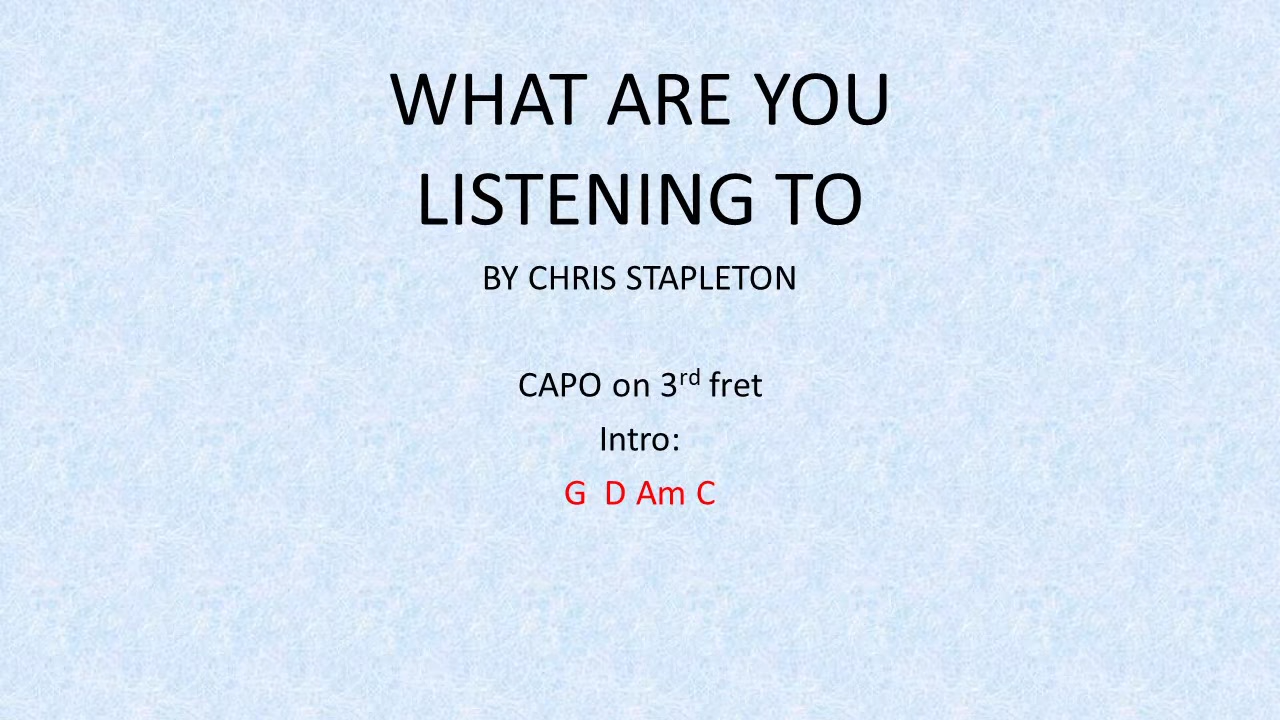 WHAT ARE YOU
LISTENING TO
BY CHRIS STAPLETON
CAPO on 3rd fret
Intro:
G  D Am C